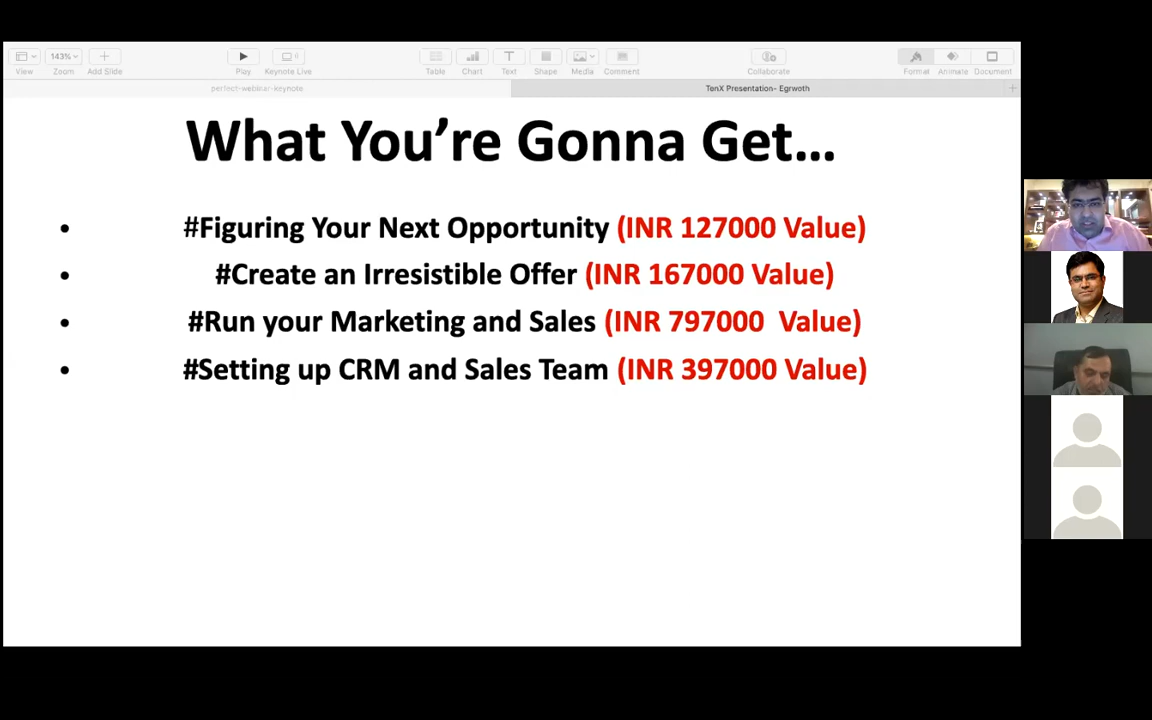 143%
View
Zoom
Add Slide
Play
Keynote Live
Table
Chart
Text
Shape
Media
Comment
Collaborate
Format
Animate
Document
perfect-webinar-keynote
TenX Presentation- Egrwoth
What You’re Gonna Get...
• #Figuring Your Next Opportunity (INR 127000 Value)
• #Create an Irresistible Offer (INR 167000 Value)
• #Run your Marketing and Sales (INR 797000 Value)
• #Setting up CRM and Sales Team (INR 397000 Value)